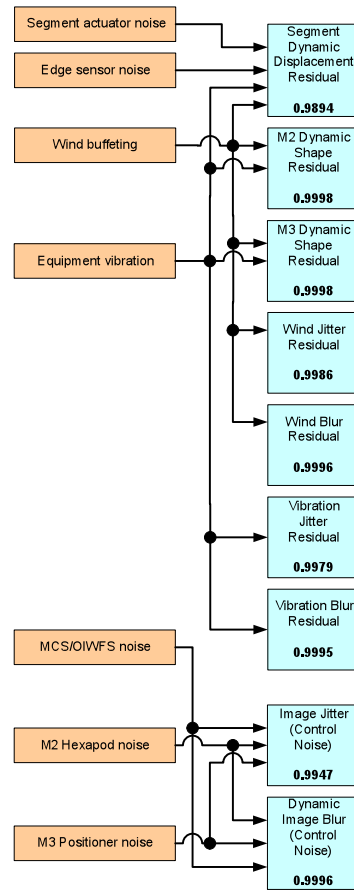 Segment actuator noise
Edge sensor noise
Wind buffeting
Equipment vibration
MCS/OIWFS noise
M2 Hexapod noise
M3 Positioner noise
Segment
Dynamic
Displacement
Residual
0.9894
M2 Dynamic
Shape
Residual
0.9998
M3 Dynamic
Shape
Residual
0.9998
Wind Jitter
Residual
0.9986
Wind Blur
Residual
0.9996
Vibration
Jitter
Residual
0.9979
Vibration Blur
Residual
0.9995
Image Jitter
(Control
Noise)
0.9947
Dynamic
Image Blur
(Control
Noise)
0.9996